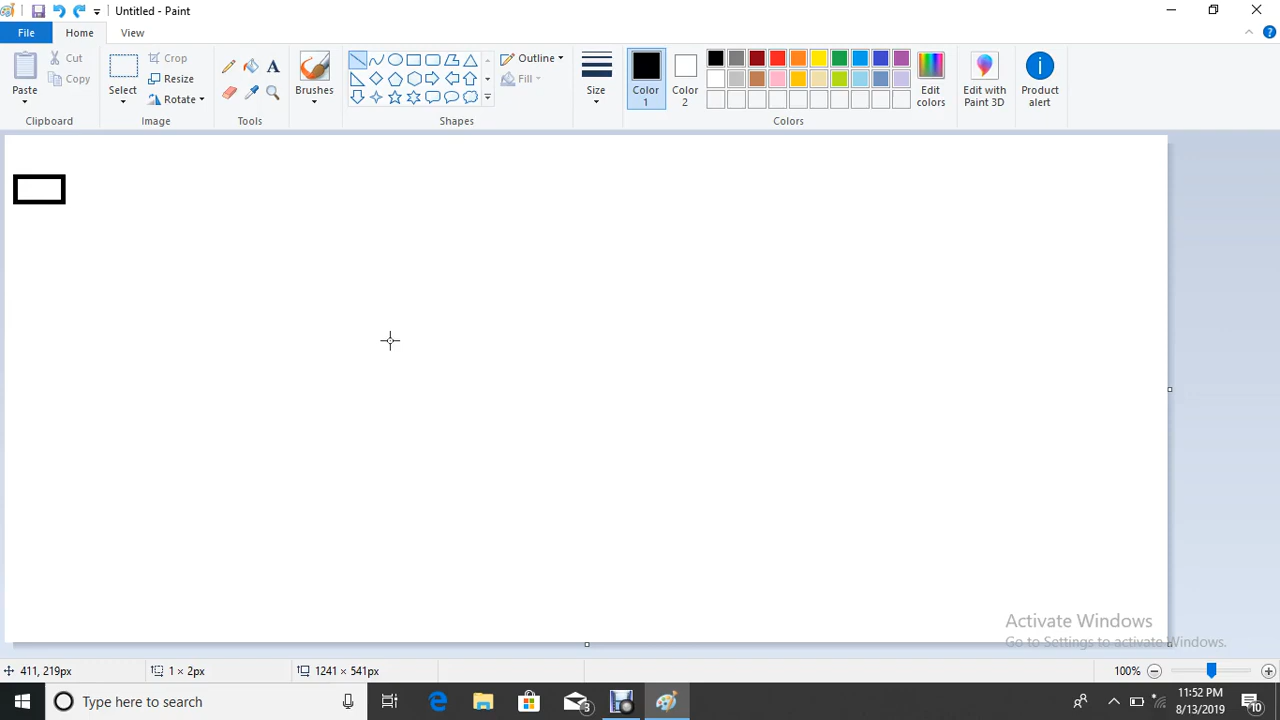 Untitled - Paint
File Home View
Paste
Cut
Copy
Clipboard
Select
Crop
Resize
Rotate
Image
Tools
Brushes
Shapes
Outline
Fill
Size
Color 1
Color 2
Colors
Edit colors
Edit with Paint 3D
Product alert
Activate Windows
Go to Settings to activate Windows.
411, 219px 1 × 2px 1241 × 541px 100%
Type here to search
3
11:52 PM
8/13/2019
10